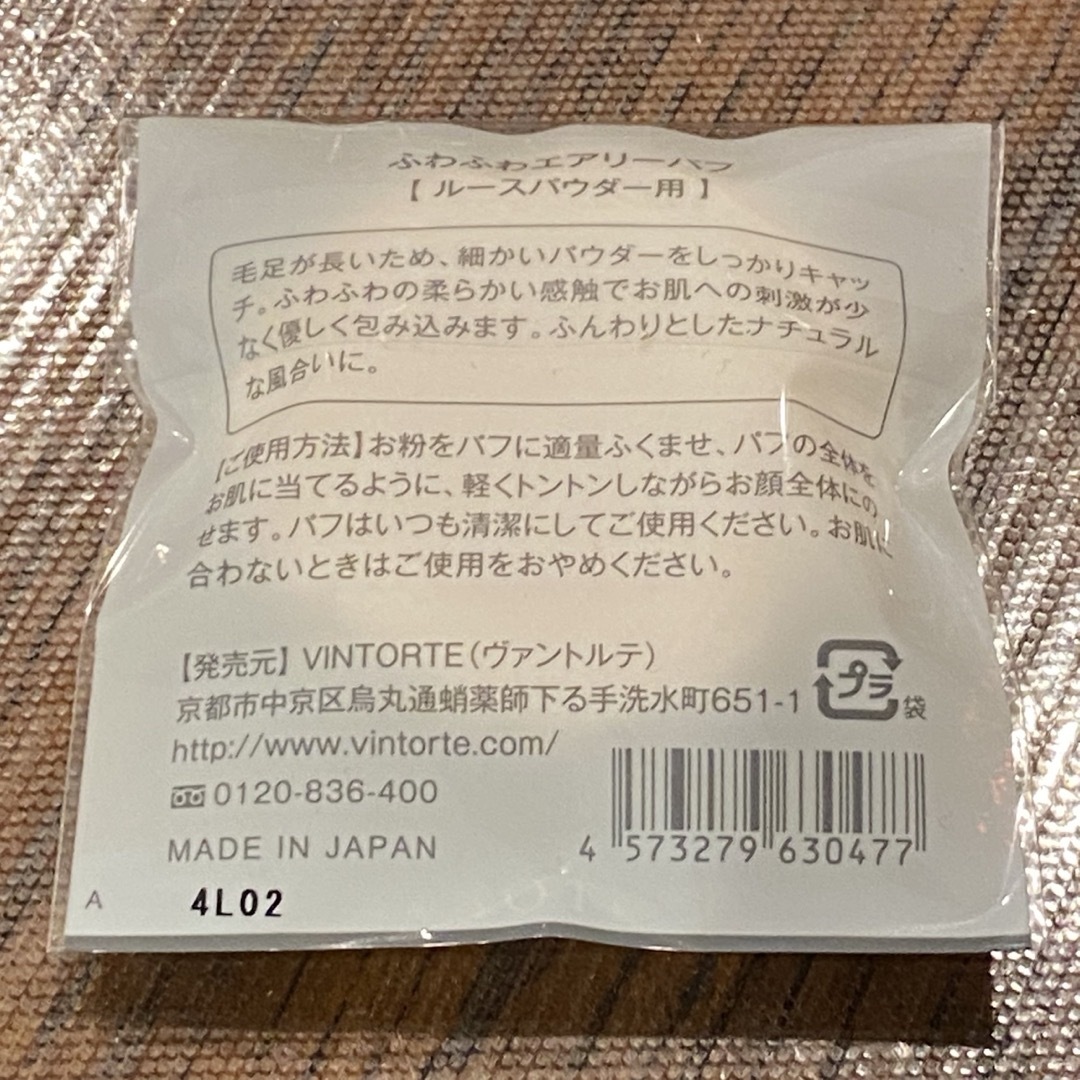 ふわふわエアリーパフ
【 ルースパウダー用 】
毛足が長いため、細かいパウダーをしっかりキャッ
チ。ふわふわの柔らかい感触でお肌への刺激が少
なく優しく包み込みます。ふんわりとしたナチュラル
な風合いに。
【ご使用方法】お粉をパフに適量ふくませ、パフの全体を
お肌に当てるように、軽くトントンしながらお顔全体にの
せます。パフはいつも清潔にしてご使用ください。お肌に
合わないときはご使用をおやめください。
【発売元】VINTORTE(ヴァントルテ)
京都市中京区烏丸通蛸薬師下る手洗水町651-1
プラ
袋
http://www.vintorte.com/
0120-836-400
MADE IN JAPAN
4 573279 630477
A 4L02